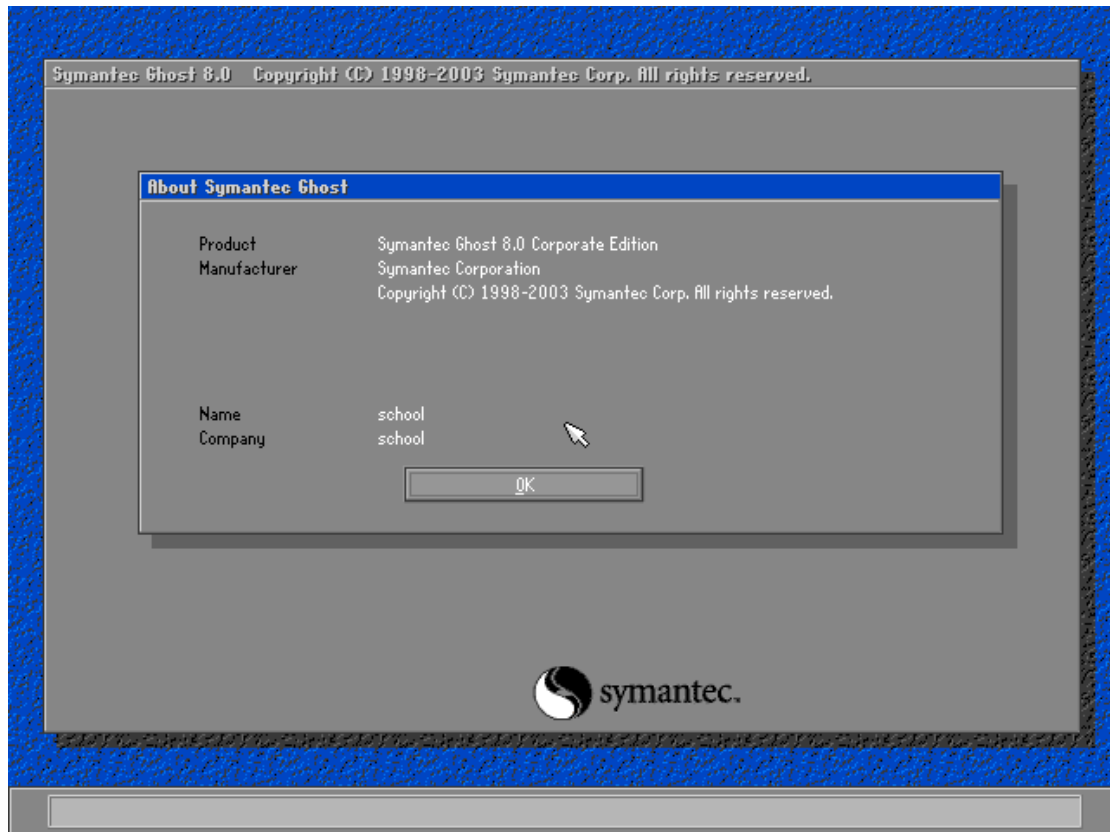 Symantec Ghost 8.0 Copyright (C) 1998-2003 Symantec Corp. All rights reserved.
About Symantec Ghost
Product Symantec Ghost 8.0 Corporate Edition
Manufacturer Symantec Corporation
Copyright (C) 1998-2003 Symantec Corp. All rights reserved.
Name school
Company school
OK
symantec.